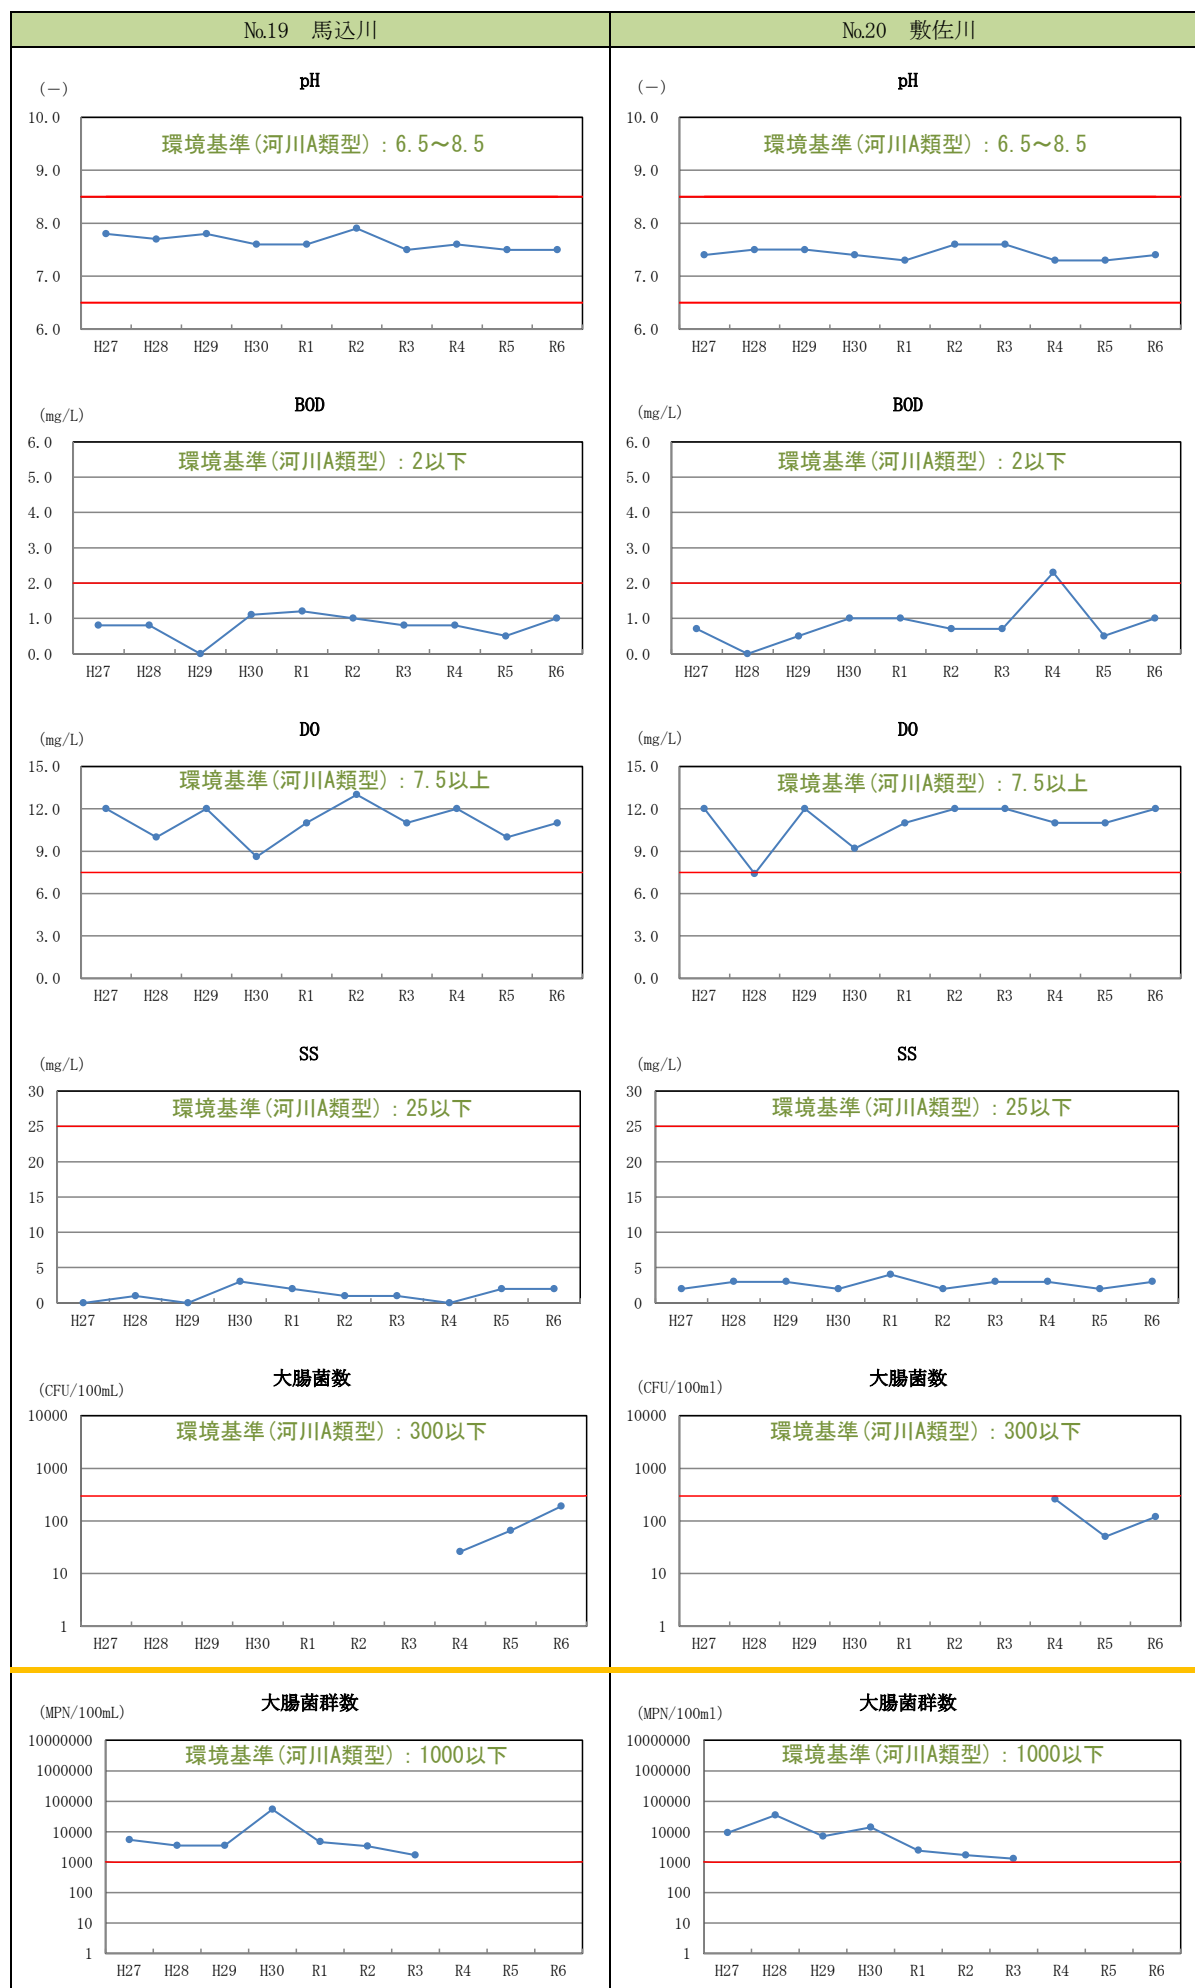 №19　馬込川
№20　敷佐川
pH
(－)
10.0
9.0
8.0
7.0
6.0
環境基準(河川A類型)：6.5～8.5
H27 H28 H29 H30 R1 R2 R3 R4 R5 R6
pH
(－)
10.0
9.0
8.0
7.0
6.0
環境基準(河川A類型)：6.5～8.5
H27 H28 H29 H30 R1 R2 R3 R4 R5 R6
BOD
(mg/L)
6.0
5.0
4.0
3.0
2.0
1.0
0.0
環境基準(河川A類型)：2以下
H27 H28 H29 H30 R1 R2 R3 R4 R5 R6
BOD
(mg/L)
6.0
5.0
4.0
3.0
2.0
1.0
0.0
環境基準(河川A類型)：2以下
H27 H28 H29 H30 R1 R2 R3 R4 R5 R6
DO
(mg/L)
15.0
12.0
9.0
6.0
3.0
0.0
環境基準(河川A類型)：7.5以上
H27 H28 H29 H30 R1 R2 R3 R4 R5 R6
DO
(mg/L)
15.0
12.0
9.0
6.0
3.0
0.0
環境基準(河川A類型)：7.5以上
H27 H28 H29 H30 R1 R2 R3 R4 R5 R6
SS
(mg/L)
30
25
20
15
10
5
0
環境基準(河川A類型)：25以下
H27 H28 H29 H30 R1 R2 R3 R4 R5 R6
SS
(mg/L)
30
25
20
15
10
5
0
環境基準(河川A類型)：25以下
H27 H28 H29 H30 R1 R2 R3 R4 R5 R6
大腸菌数
(CFU/100mL)
10000
1000
100
10
1
環境基準(河川A類型)：300以下
H27 H28 H29 H30 R1 R2 R3 R4 R5 R6
大腸菌数
(CFU/100ml)
10000
1000
100
10
1
環境基準(河川A類型)：300以下
H27 H28 H29 H30 R1 R2 R3 R4 R5 R6
大腸菌群数
(MPN/100mL)
10000000
1000000
100000
10000
1000
100
10
1
環境基準(河川A類型)：1000以下
H27 H28 H29 H30 R1 R2 R3 R4 R5 R6
大腸菌群数
(MPN/100ml)
10000000
1000000
100000
10000
1000
100
10
1
環境基準(河川A類型)：1000以下
H27 H28 H29 H30 R1 R2 R3 R4 R5 R6